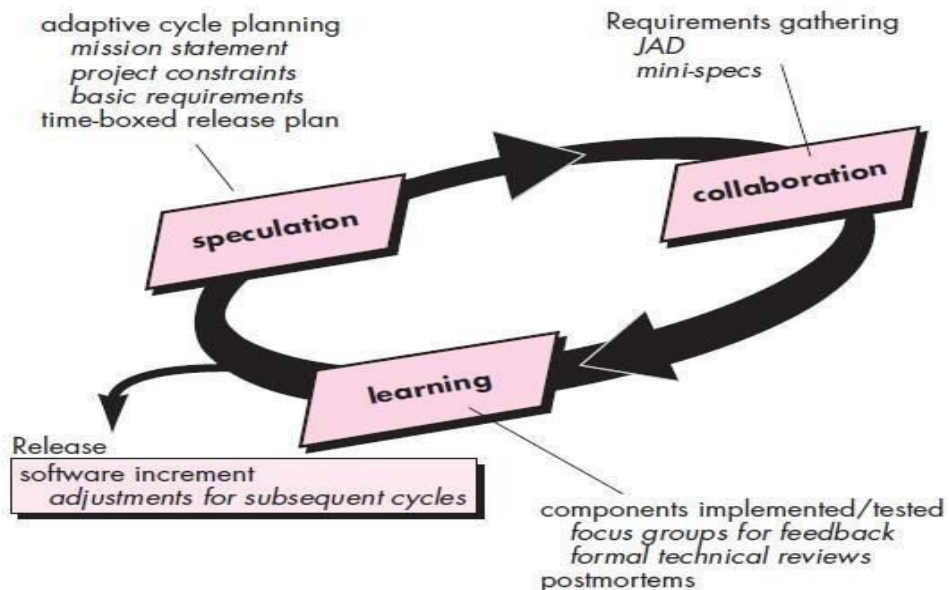 adaptive cycle planning
mission statement
project constraints
basic requirements
time-boxed release plan
Requirements gathering
JAD
mini-specs
speculation
collaboration
learning
Release
software increment
adjustments for subsequent cycles
components implemented/tested
focus groups for feedback
formal technical reviews
postmortems